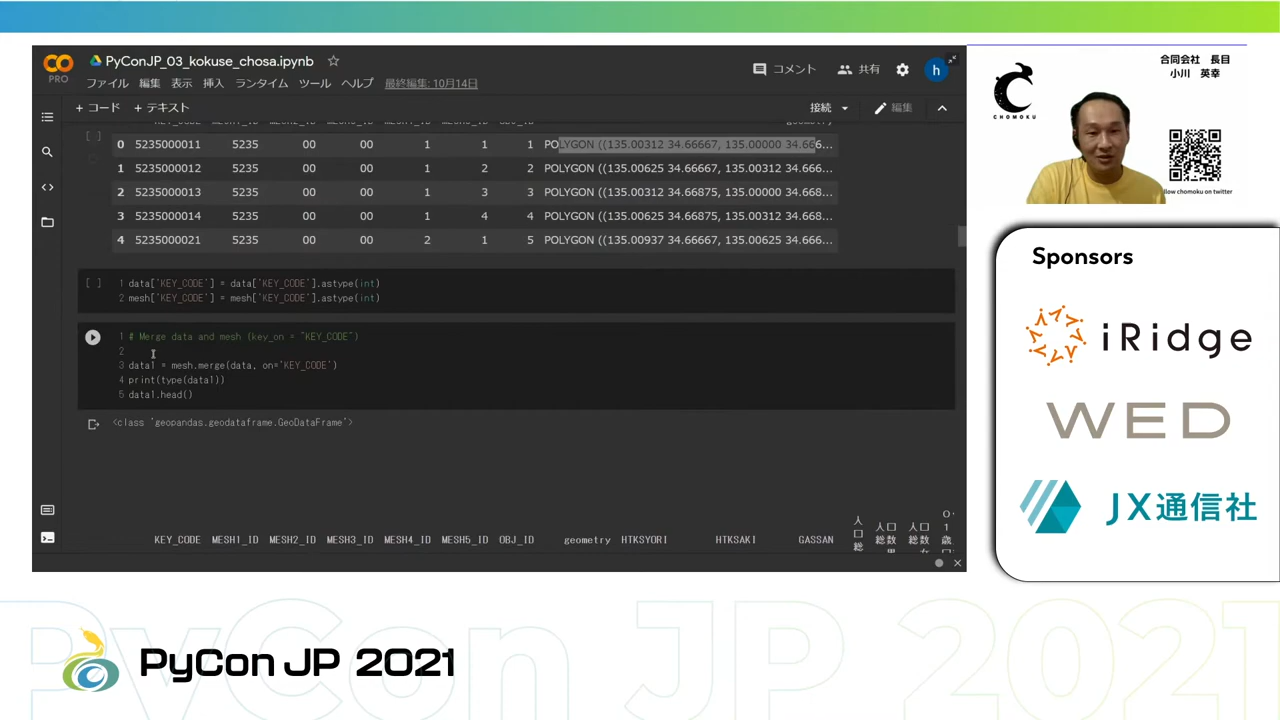 PyConJP_03_kokuse_chosa.ipynb
PRO
ファイル 編集 表示 挿入 ランタイム ツール ヘルプ 最終編集: 10月14日
コメント 共有 h
+ コード + テキスト
接続 編集
0 5235000011 5235 00 00 1 1 1 POLYGON ((135.00312 34.66667, 135.00000 34.666...
1 5235000012 5235 00 00 1 2 2 POLYGON ((135.00625 34.66667, 135.00312 34.666...
2 5235000013 5235 00 00 1 3 3 POLYGON ((135.00312 34.66875, 135.00000 34.668...
3 5235000014 5235 00 00 1 4 4 POLYGON ((135.00625 34.66875, 135.00312 34.668...
4 5235000021 5235 00 00 2 1 5 POLYGON ((135.00937 34.66667, 135.00625 34.666...
[ ] 1 data['KEY_CODE'] = data['KEY_CODE'].astype(int)
2 mesh['KEY_CODE'] = mesh['KEY_CODE'].astype(int)
1 # Merge data and mesh (key_on = "KEY_CODE")
2
3 data1 = mesh.merge(data, on='KEY_CODE')
4 print(type(data1))
5 data1.head()
<class 'geopandas.geodataframe.GeoDataFrame'>
KEY_CODE MESH1_ID MESH2_ID MESH3_ID MESH4_ID MESH5_ID OBJ_ID geometry HTKSYORI HTKSAKI GASSAN
合同会社 長目
小川 英幸
CHOMOKU
llow chomoku on twitter
Sponsors
iRidge
WED
JX通信社
PyCon JP 2021
PyCon JP 2021